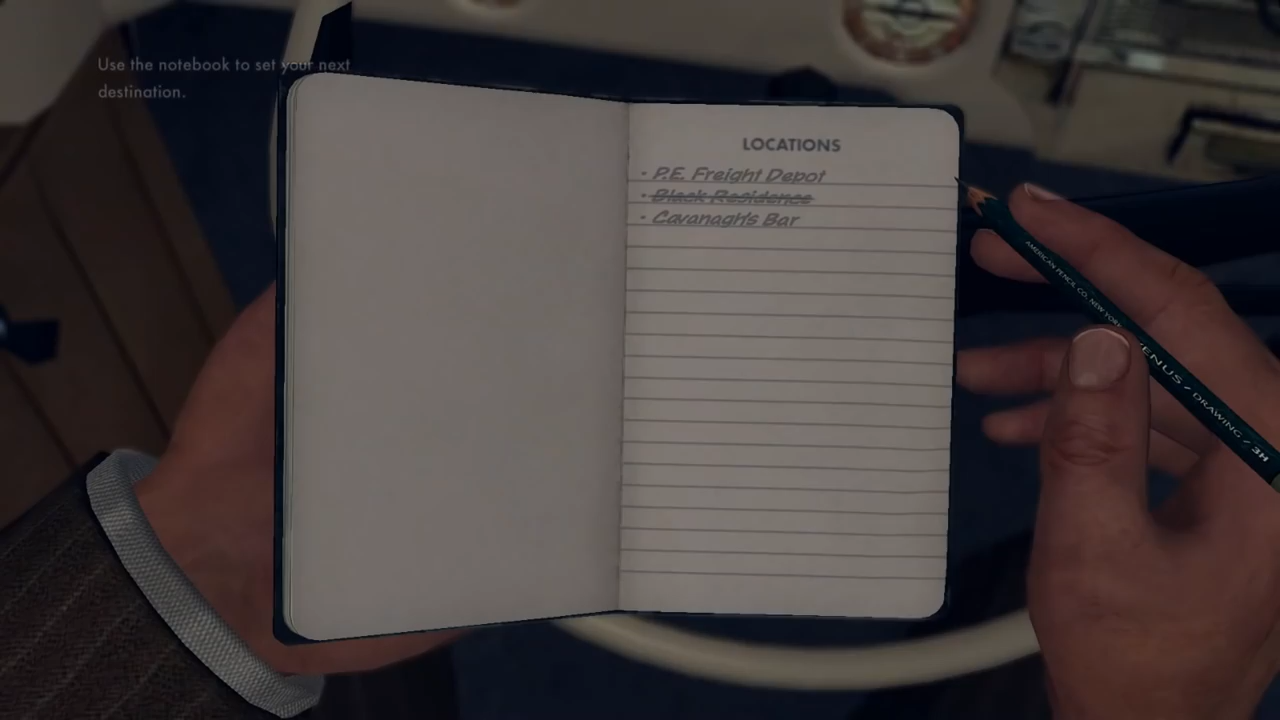 Use the notebook to set your next
destination.
LOCATIONS
- P.E. Freight Depot
- Black Residence
- Cavanagh's Bar
AMERICAN PENCIL CO. NEW YORK
VENUS / DRAWING / 3H